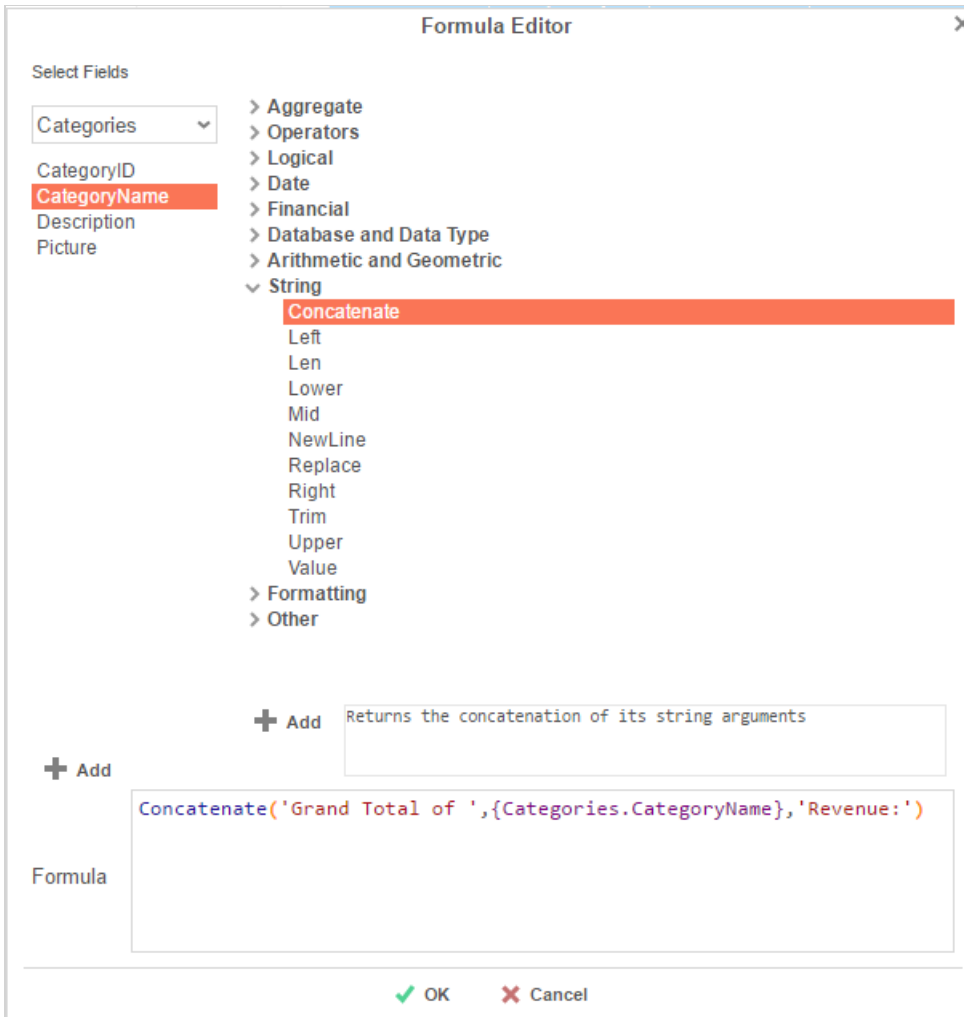 Formula Editor
Select Fields
Categories
CategoryID
CategoryName
Description
Picture
Aggregate
Operators
Logical
Date
Financial
Database and Data Type
Arithmetic and Geometric
String
Concatenate
Left
Len
Lower
Mid
NewLine
Replace
Right
Trim
Upper
Value
Formatting
Other
Add
Returns the concatenation of its string arguments
Add
Formula
Concatenate('Grand Total of ',{Categories.CategoryName},'Revenue:')
OK
Cancel